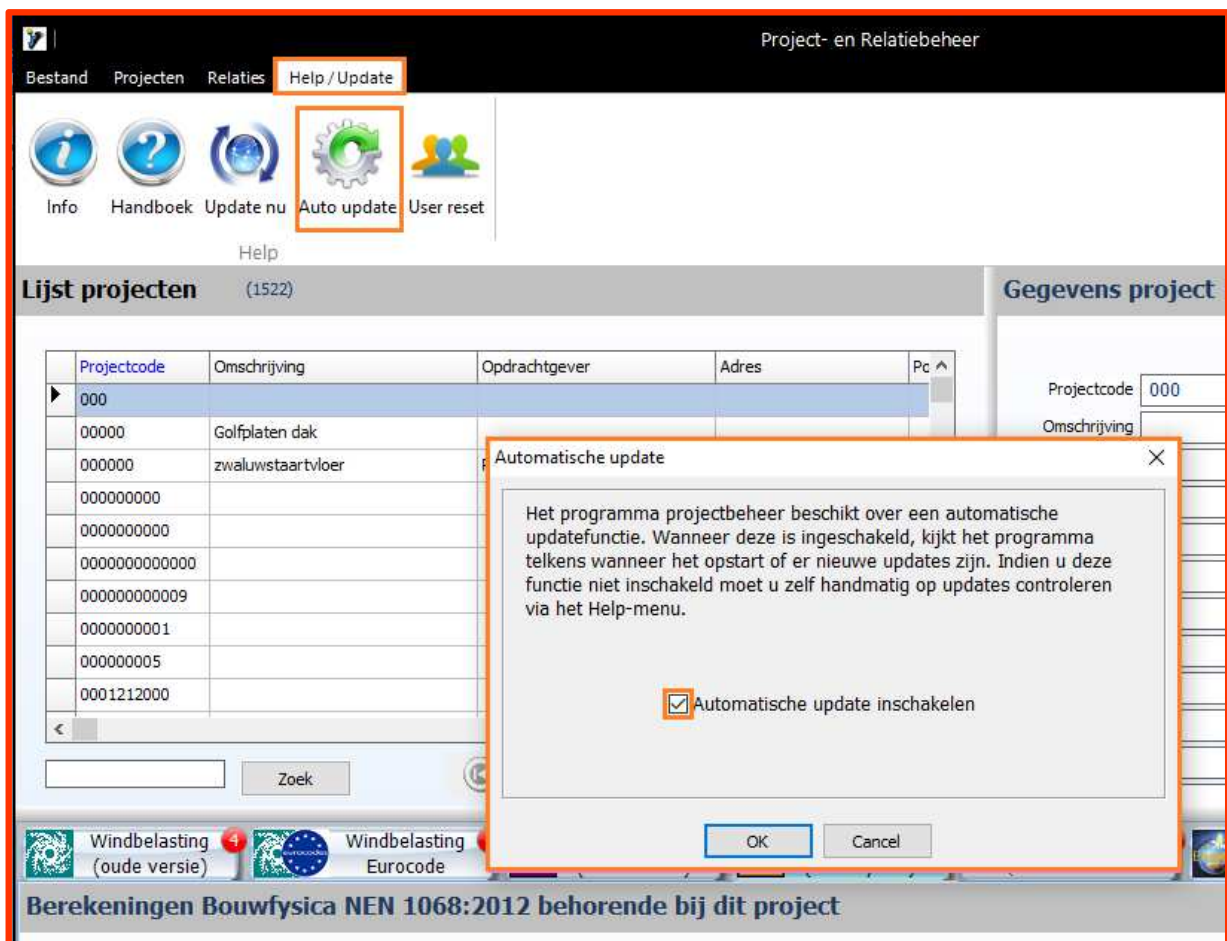 Project- en Relatiebeheer
Bestand Projecten Relaties Help / Update
Info Handboek Update nu Auto update User reset
Help
Lijst projecten (1522)
Gegevens project
Projectcode Omschrijving Opdrachtgever Adres
000
00000 Golfplaten dak
000000 zwaluwstaartvloer
000000000
0000000000
0000000000000
000000000009
0000000001
000000005
0001212000
Projectcode 000
Omschrijving
Automatische update
Het programma projectbeheer beschikt over een automatische
updatefunctie. Wanneer deze is ingeschakeld, kijkt het programma
telkens wanneer het opstart of er nieuwe updates zijn. Indien u deze
functie niet inschakeld moet u zelf handmatig op updates controleren
via het Help-menu.
Automatische update inschakelen
OK Cancel
Zoek
Windbelasting 4
(oude versie)
Windbelasting
Eurocode
Berekeningen Bouwfysica NEN 1068:2012 behorende bij dit project